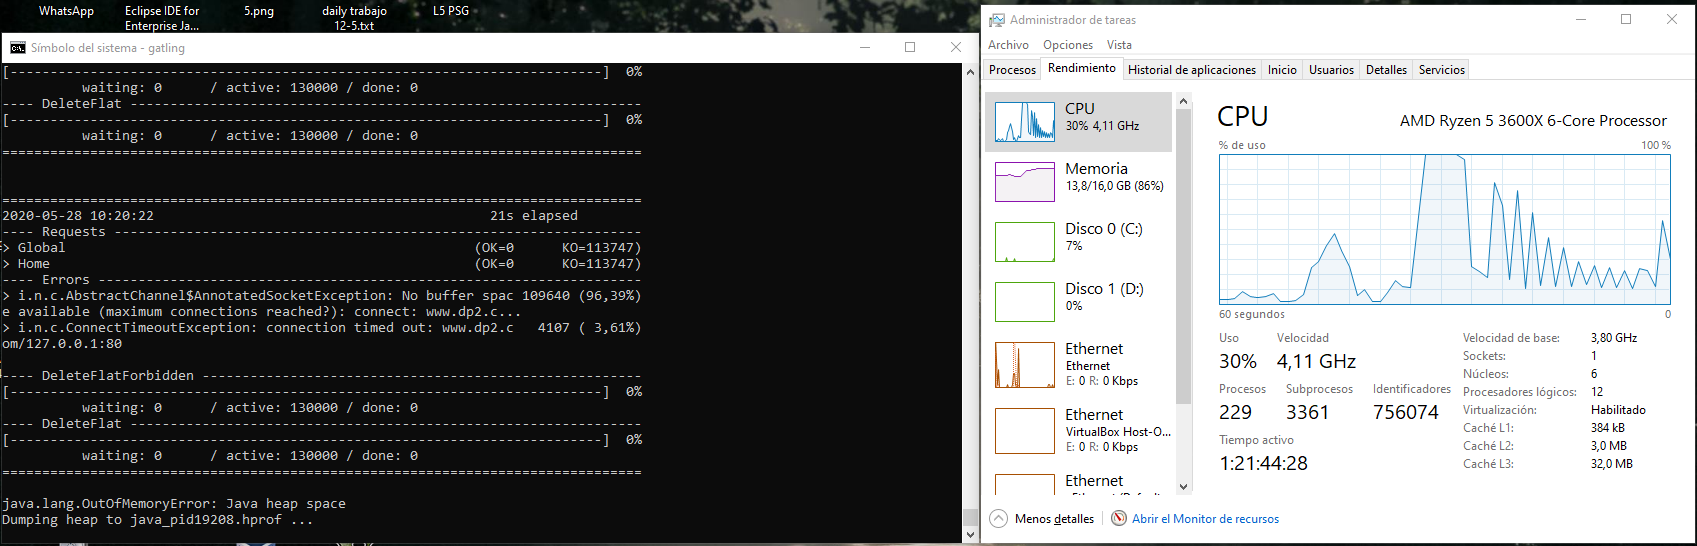 WhatsApp
Eclipse IDE for
Enterprise Ja...
5.png
daily trabajo
12-5.txt
L5 PSG
Símbolo del sistema - gatling
[--------------------------------------------------------------------------]  0%
waiting: 0      / active: 130000 / done: 0
---- DeleteFlat ----------------------------------------------------------------
[--------------------------------------------------------------------------]  0%
waiting: 0      / active: 130000 / done: 0
================================================================================
================================================================================
2020-05-28 10:20:22                                          21s elapsed
---- Requests ------------------------------------------------------------------
> Global                                                   (OK=0      KO=113747)
> Home                                                     (OK=0      KO=113747)
---- Errors --------------------------------------------------------------------
> i.n.c.AbstractChannel$AnnotatedSocketException: No buffer spac 109640 (96,39%)
e available (maximum connections reached?): connect: www.dp2.c...
> i.n.c.ConnectTimeoutException: connection timed out: www.dp2.c   4107 ( 3,61%)
om/127.0.0.1:80
---- DeleteFlatForbidden -------------------------------------------------------
[--------------------------------------------------------------------------]  0%
waiting: 0      / active: 130000 / done: 0
---- DeleteFlat ----------------------------------------------------------------
[--------------------------------------------------------------------------]  0%
waiting: 0      / active: 130000 / done: 0
================================================================================
java.lang.OutOfMemoryError: Java heap space
Dumping heap to java_pid19208.hprof ...
Administrador de tareas
Archivo Opciones Vista
Procesos Rendimiento Historial de aplicaciones Inicio Usuarios Detalles Servicios
CPU
30% 4,11 GHz
Memoria
13,8/16,0 GB (86%)
Disco 0 (C:)
7%
Disco 1 (D:)
0%
Ethernet
Ethernet
E: 0 R: 0 Kbps
Ethernet
VirtualBox Host-O...
E: 0 R: 0 Kbps
Ethernet
CPU
AMD Ryzen 5 3600X 6-Core Processor
% de uso 100 %
60 segundos 0
Uso Velocidad
30% 4,11 GHz
Procesos Subprocesos Identificadores
229 3361 756074
Tiempo activo
1:21:44:28
Velocidad de base: 3,80 GHz
Sockets: 1
Núcleos: 6
Procesadores lógicos: 12
Virtualización: Habilitado
Caché L1: 384 kB
Caché L2: 3,0 MB
Caché L3: 32,0 MB
Menos detalles
Abrir el Monitor de recursos